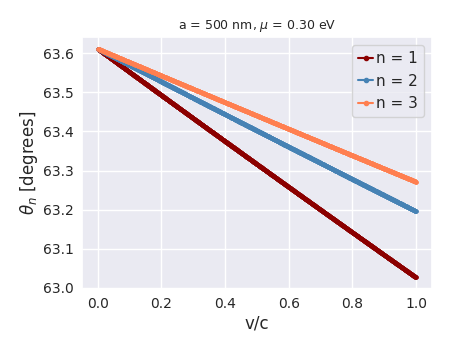 a = 500 nm, μ = 0.30 eV
63.6
63.5
63.4
63.3
63.2
63.1
63.0
θn [degrees]
n = 1
n = 2
n = 3
0.0 0.2 0.4 0.6 0.8 1.0
v/c